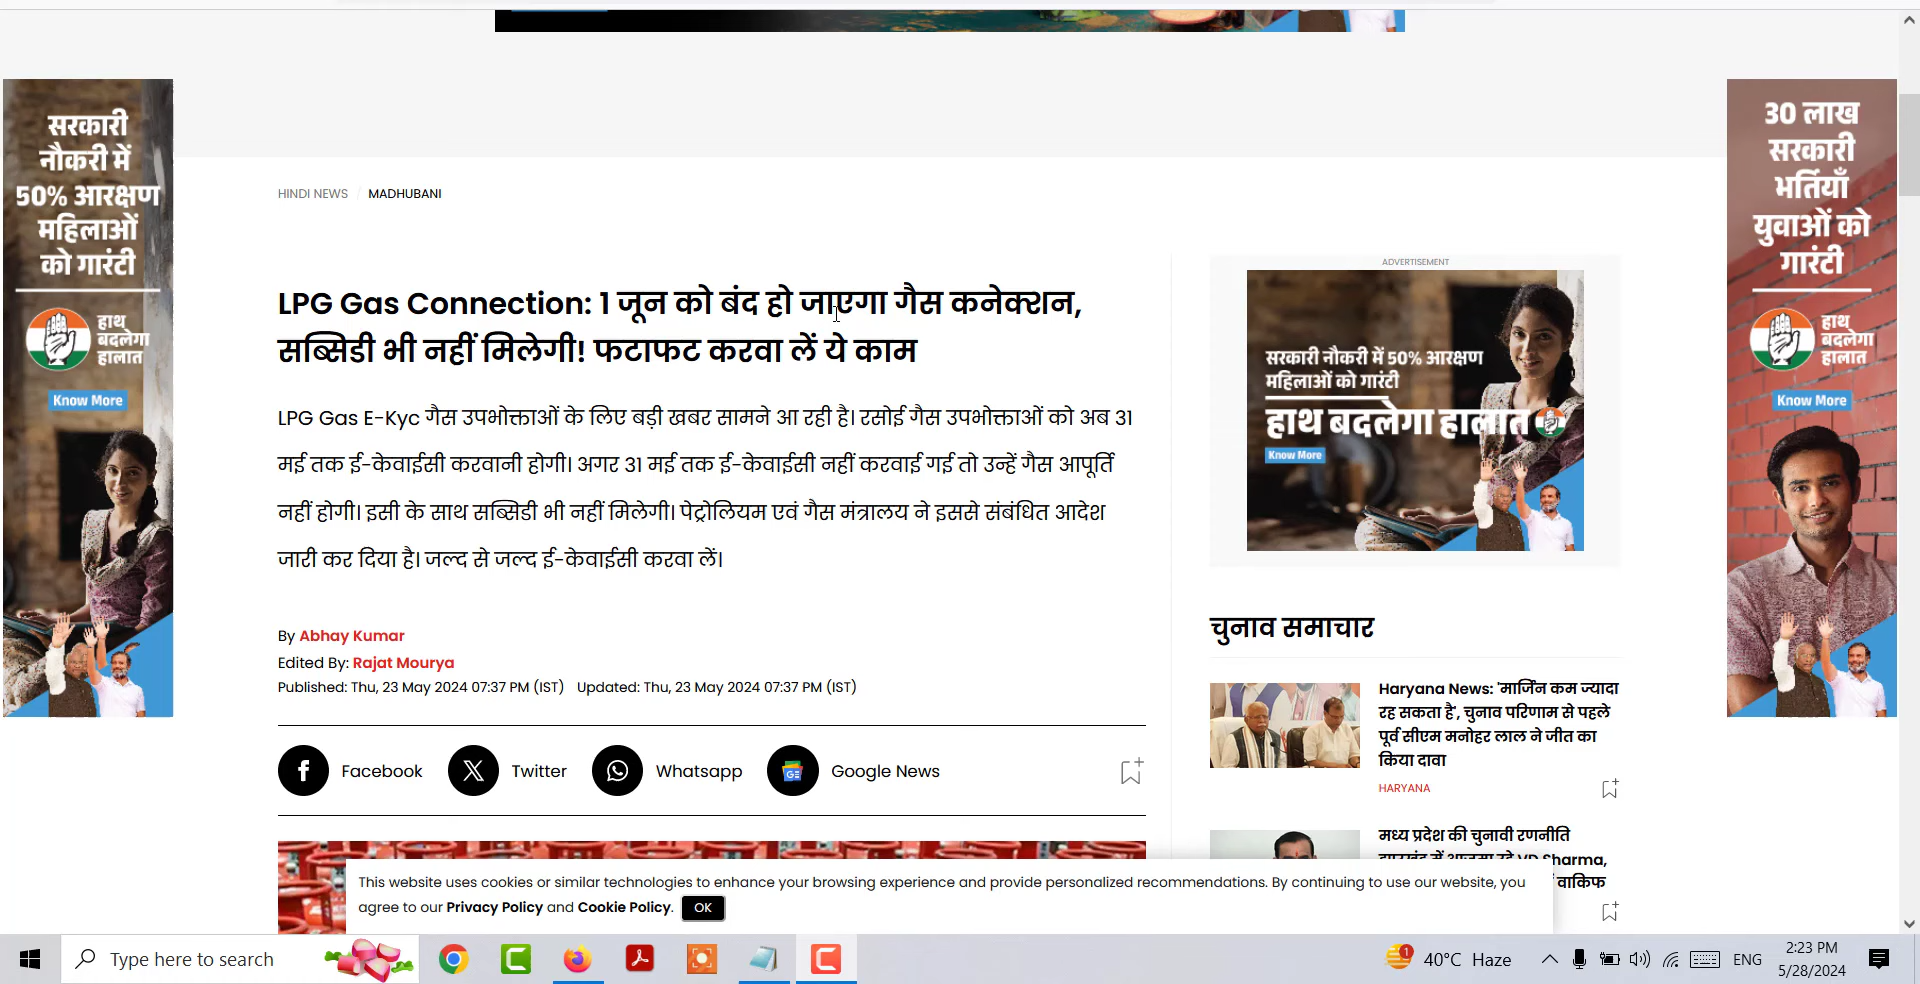 सरकारी
नौकरी में
50% आरक्षण
महिलाओं
को गारंटी
हाथ
बदलेगा
हालात
Know More
HINDI NEWS / MADHUBANI
LPG Gas Connection: 1 जून को बंद हो जाएगा गैस कनेक्शन,
सब्सिडी भी नहीं मिलेगी! फटाफट करवा लें ये काम
LPG Gas E-Kyc गैस उपभोक्ताओं के लिए बड़ी खबर सामने आ रही है। रसोई गैस उपभोक्ताओं को अब 31
मई तक ई-केवाईसी करवानी होगी। अगर 31 मई तक ई-केवाईसी नहीं करवाई गई तो उन्हें गैस आपूर्ति
नहीं होगी। इसी के साथ सब्सिडी भी नहीं मिलेगी। पेट्रोलियम एवं गैस मंत्रालय ने इससे संबंधित आदेश
जारी कर दिया है। जल्द से जल्द ई-केवाईसी करवा लें।
By Abhay Kumar
Edited By: Rajat Mourya
Published: Thu, 23 May 2024 07:37 PM (IST) Updated: Thu, 23 May 2024 07:37 PM (IST)
Facebook Twitter Whatsapp Google News
ADVERTISEMENT
सरकारी नौकरी में 50% आरक्षण
महिलाओं को गारंटी
हाथ बदलेगा हालात
Know More
चुनाव समाचार
Haryana News: 'मार्जिन कम ज्यादा
रह सकता है', चुनाव परिणाम से पहले
पूर्व सीएम मनोहर लाल ने जीत का
किया दावा
HARYANA
मध्य प्रदेश की चुनावी रणनीति
Sharma,
वाकिफ
30 लाख
सरकारी
भर्तियाँ
युवाओं को
गारंटी
हाथ
बदलेगा
हालात
Know More
This website uses cookies or similar technologies to enhance your browsing experience and provide personalized recommendations. By continuing to use our website, you
agree to our Privacy Policy and Cookie Policy. OK
Type here to search
1
40°C Haze
ENG
2:23 PM
5/28/2024